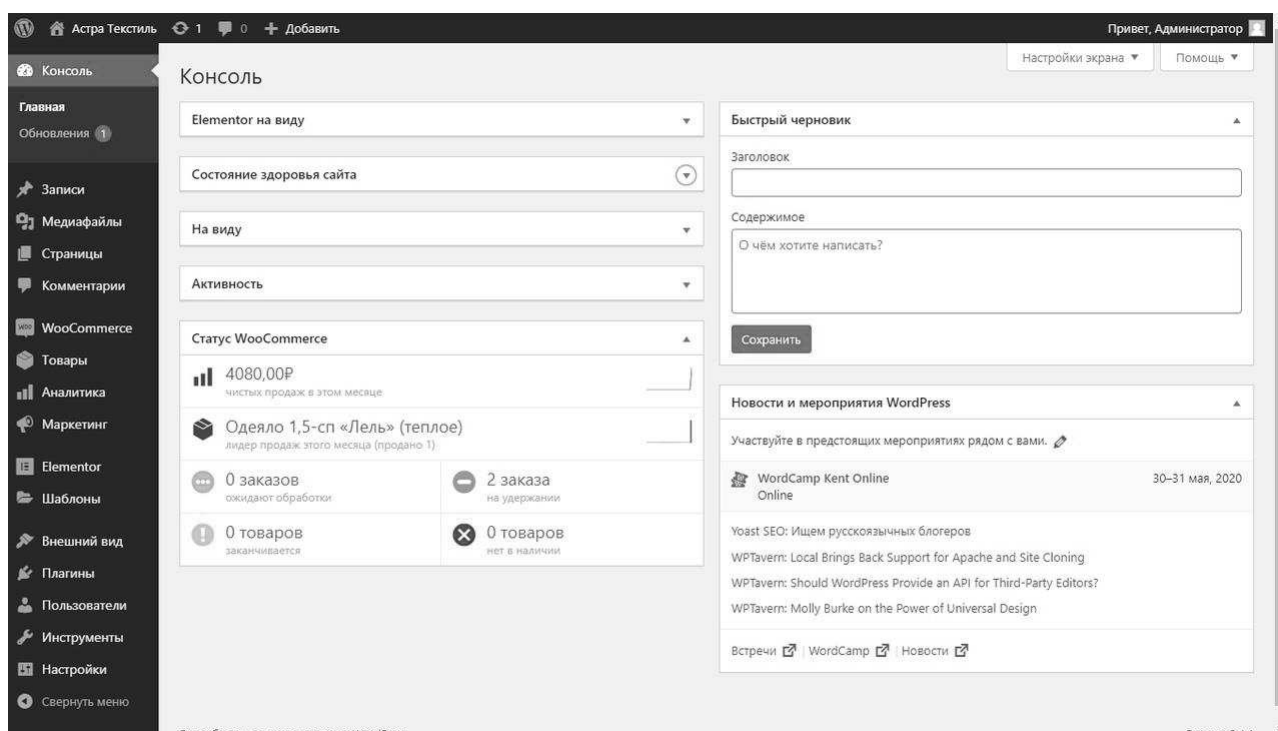 Астра Текстиль 1 0 Добавить Привет, Администратор
Настройки экрана Помощь
Консоль
Главная
Обновления 1
Записи
Медиафайлы
Страницы
Комментарии
WooCommerce
Товары
Аналитика
Маркетинг
Elementor
Шаблоны
Внешний вид
Плагины
Пользователи
Инструменты
Настройки
Свернуть меню
Консоль
Elementor на виду
Состояние здоровья сайта
На виду
Активность
Статус WooCommerce
4080,00₽
чистых продаж в этом месяце
Одеяло 1,5-сп «Лель» (теплое)
лидер продаж этого месяца (продано 1)
0 заказов
ожидают обработки
2 заказа
на удержании
0 товаров
заканчивается
0 товаров
нет в наличии
Быстрый черновик
Заголовок
Содержимое
О чём хотите написать?
Сохранить
Новости и мероприятия WordPress
Участвуйте в предстоящих мероприятиях рядом с вами.
WordCamp Kent Online 30–31 мая, 2020
Online
Yoast SEO: Ищем русскоязычных блогеров
WPTavern: Local Brings Back Support for Apache and Site Cloning
WPTavern: Should WordPress Provide an API for Third-Party Editors?
WPTavern: Molly Burke on the Power of Universal Design
Встречи | WordCamp | Новости